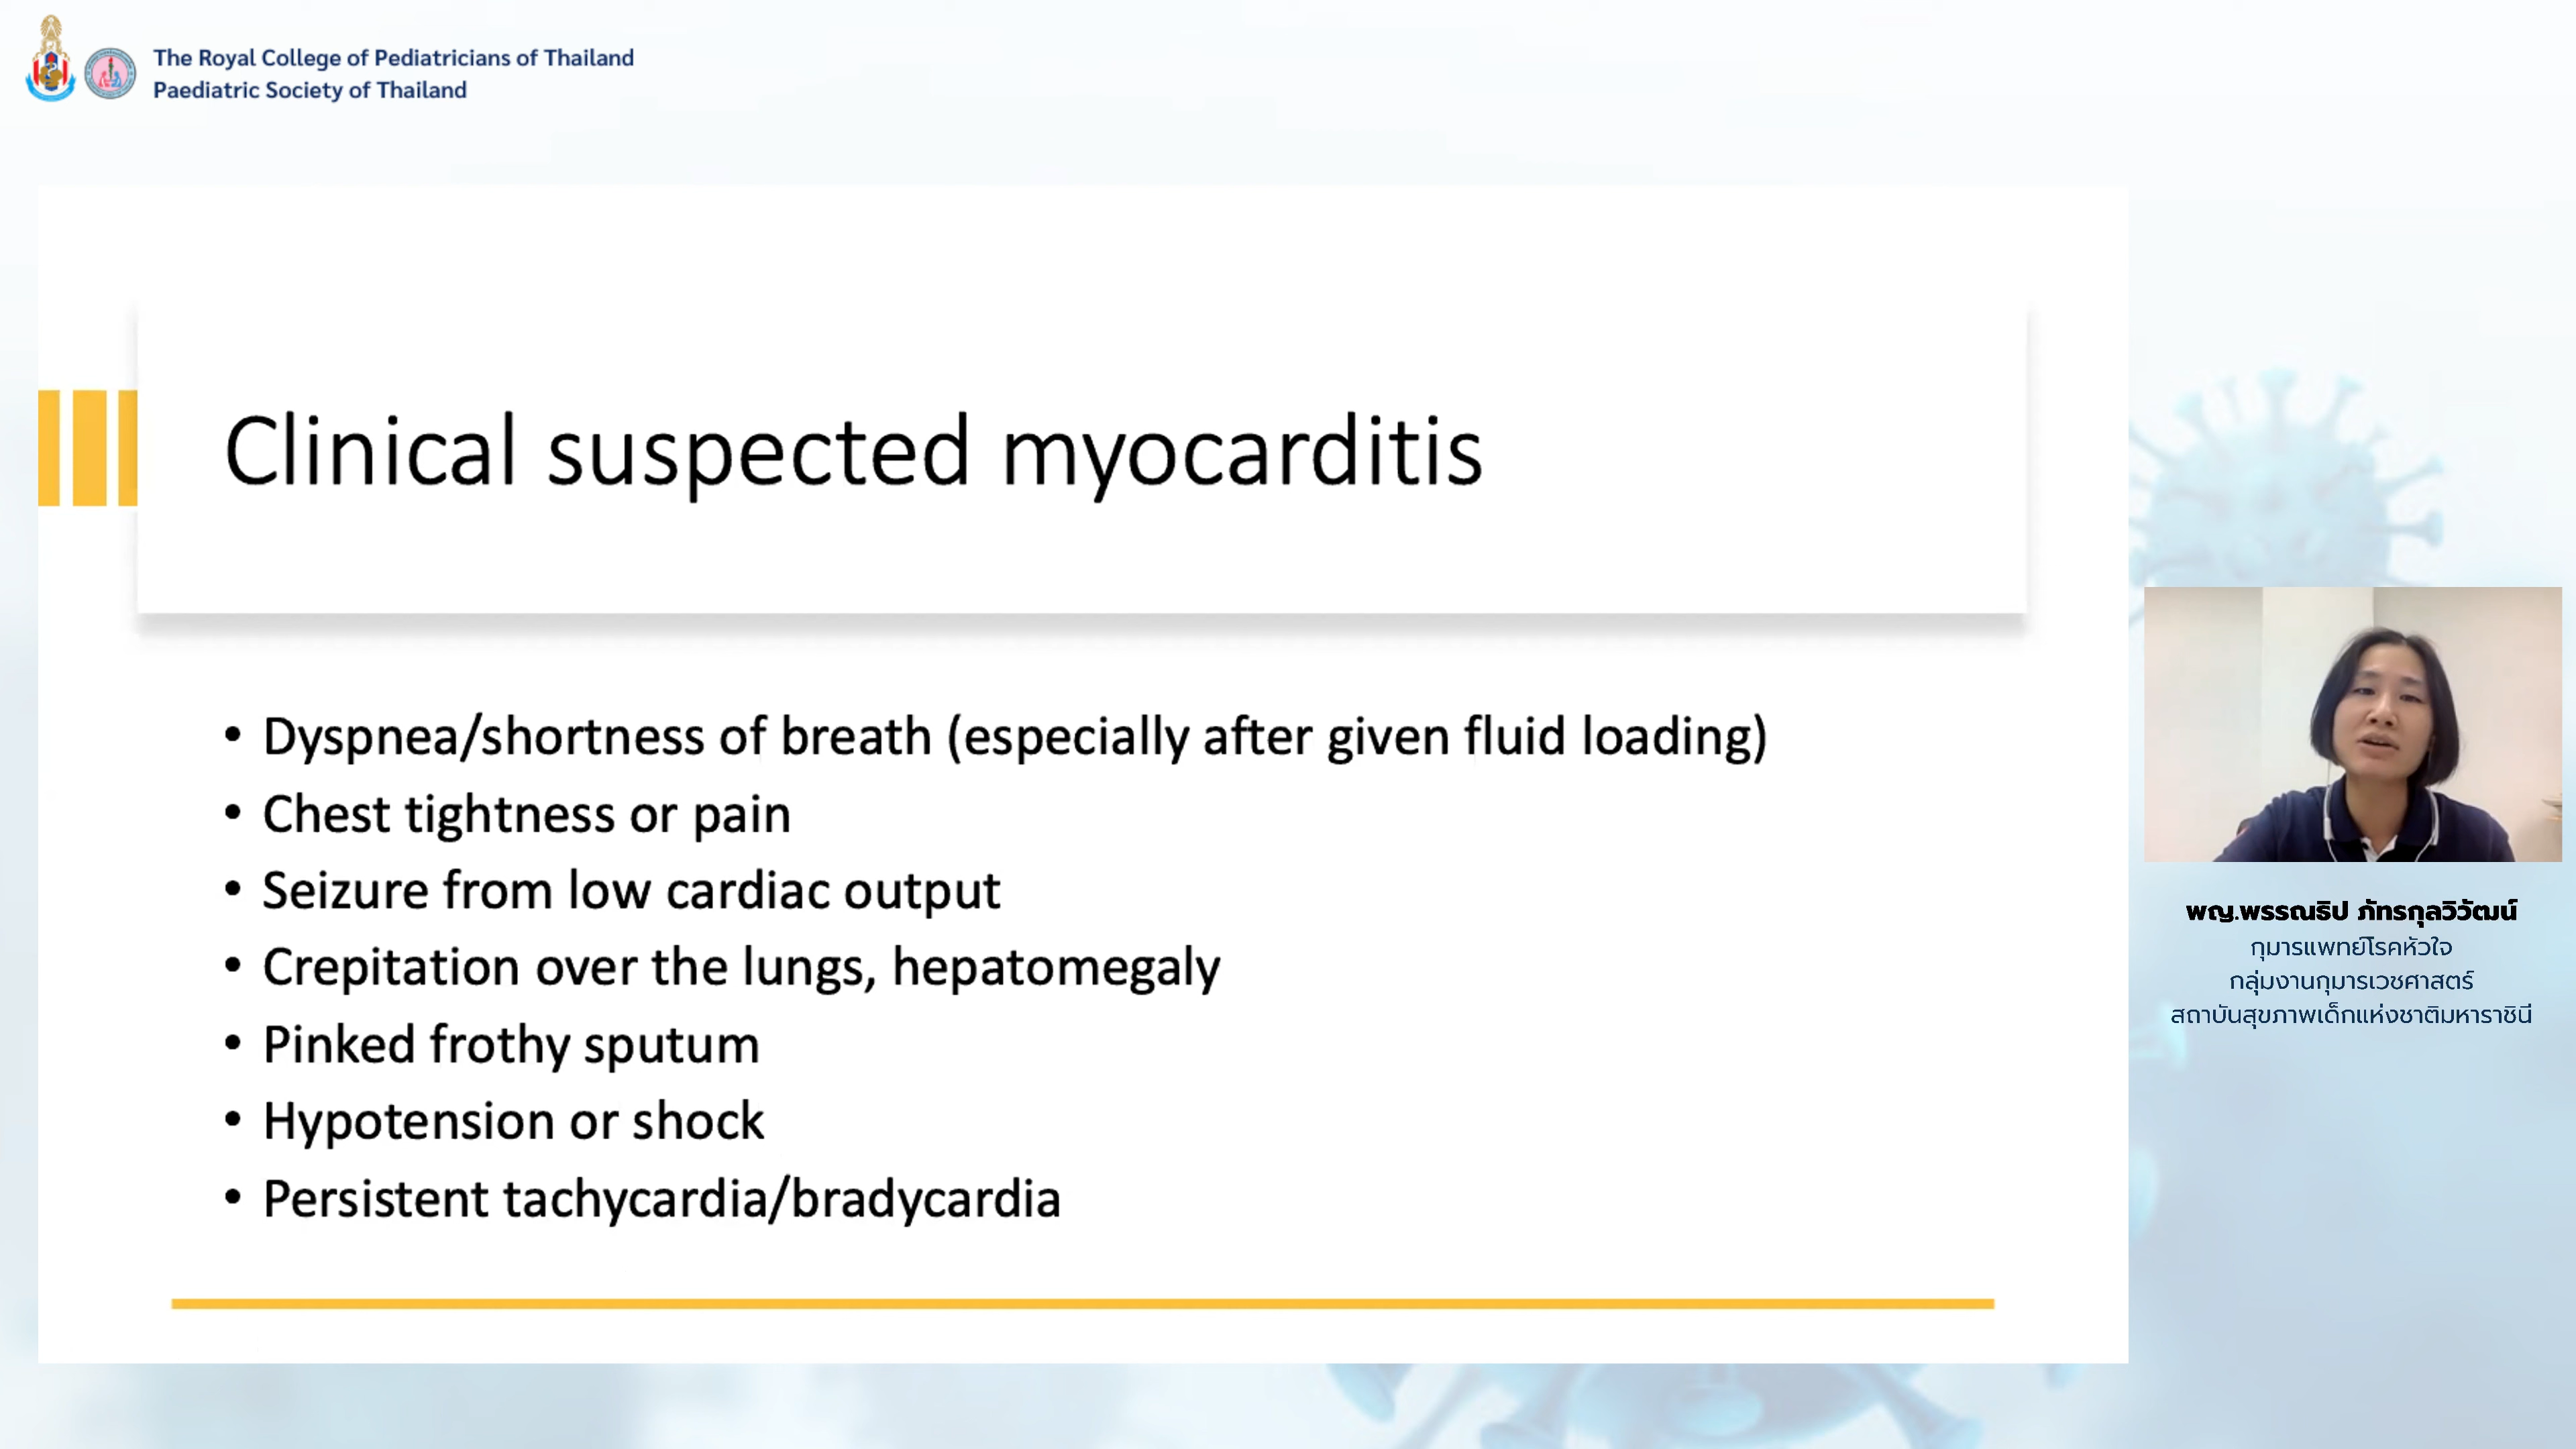 The Royal College of Pediatricians of Thailand
Paediatric Society of Thailand
Clinical suspected myocarditis
• Dyspnea/shortness of breath (especially after given fluid loading)
• Chest tightness or pain
• Seizure from low cardiac output
• Crepitation over the lungs, hepatomegaly
• Pinked frothy sputum
• Hypotension or shock
• Persistent tachycardia/bradycardia
พญ.พรรณธิป ภัทรกุลวิวัฒน์
กุมารแพทย์โรคหัวใจ
กลุ่มงานกุมารเวชศาสตร์
สถาบันสุขภาพเด็กแห่งชาติมหาราชินี